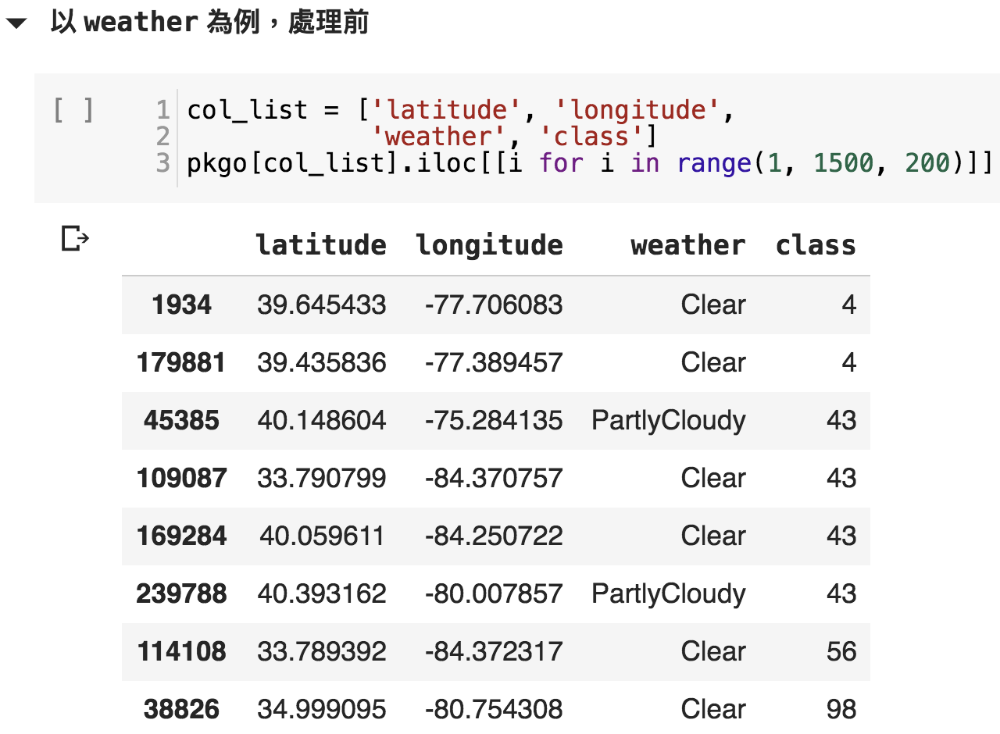 以 weather 為例，處理前
[ ] 1 col_list = ['latitude', 'longitude',
2 'weather', 'class']
3 pkgo[col_list].iloc[[i for i in range(1, 1500, 200)]]
latitude longitude weather class
1934 39.645433 -77.706083 Clear 4
179881 39.435836 -77.389457 Clear 4
45385 40.148604 -75.284135 PartlyCloudy 43
109087 33.790799 -84.370757 Clear 43
169284 40.059611 -84.250722 Clear 43
239788 40.393162 -80.007857 PartlyCloudy 43
114108 33.789392 -84.372317 Clear 56
38826 34.999095 -80.754308 Clear 98